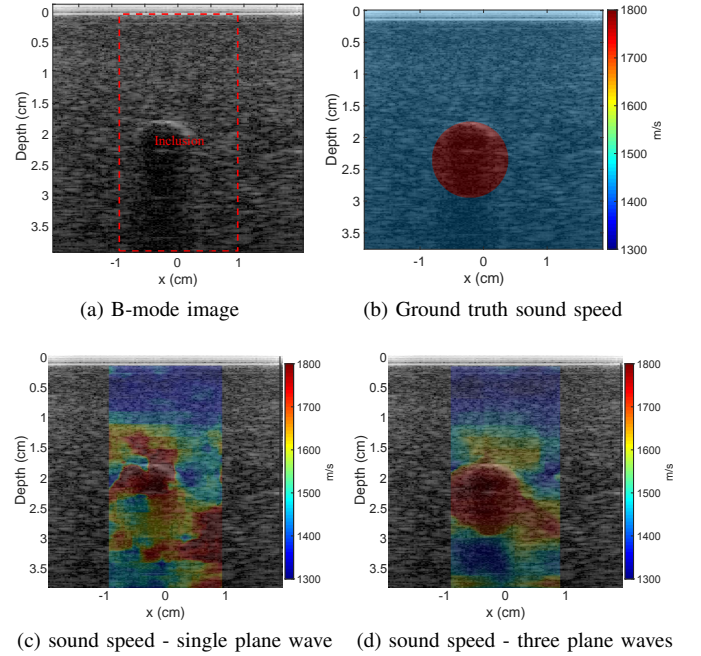 0
0.5
1
1.5
2
2.5
3
3.5
Depth (cm)
Inclusion
-1 0 1
x (cm)
(a) B-mode image
0
0.5
1
1.5
2
2.5
3
3.5
Depth (cm)
-1 0 1
x (cm)
1800
1700
1600
1500
1400
1300
m/s
(b) Ground truth sound speed
0
0.5
1
1.5
2
2.5
3
3.5
Depth (cm)
-1 0 1
x (cm)
1800
1700
1600
1500
1400
1300
m/s
(c) sound speed - single plane wave
0
0.5
1
1.5
2
2.5
3
3.5
Depth (cm)
-1 0 1
x (cm)
1800
1700
1600
1500
1400
1300
m/s
(d) sound speed - three plane waves